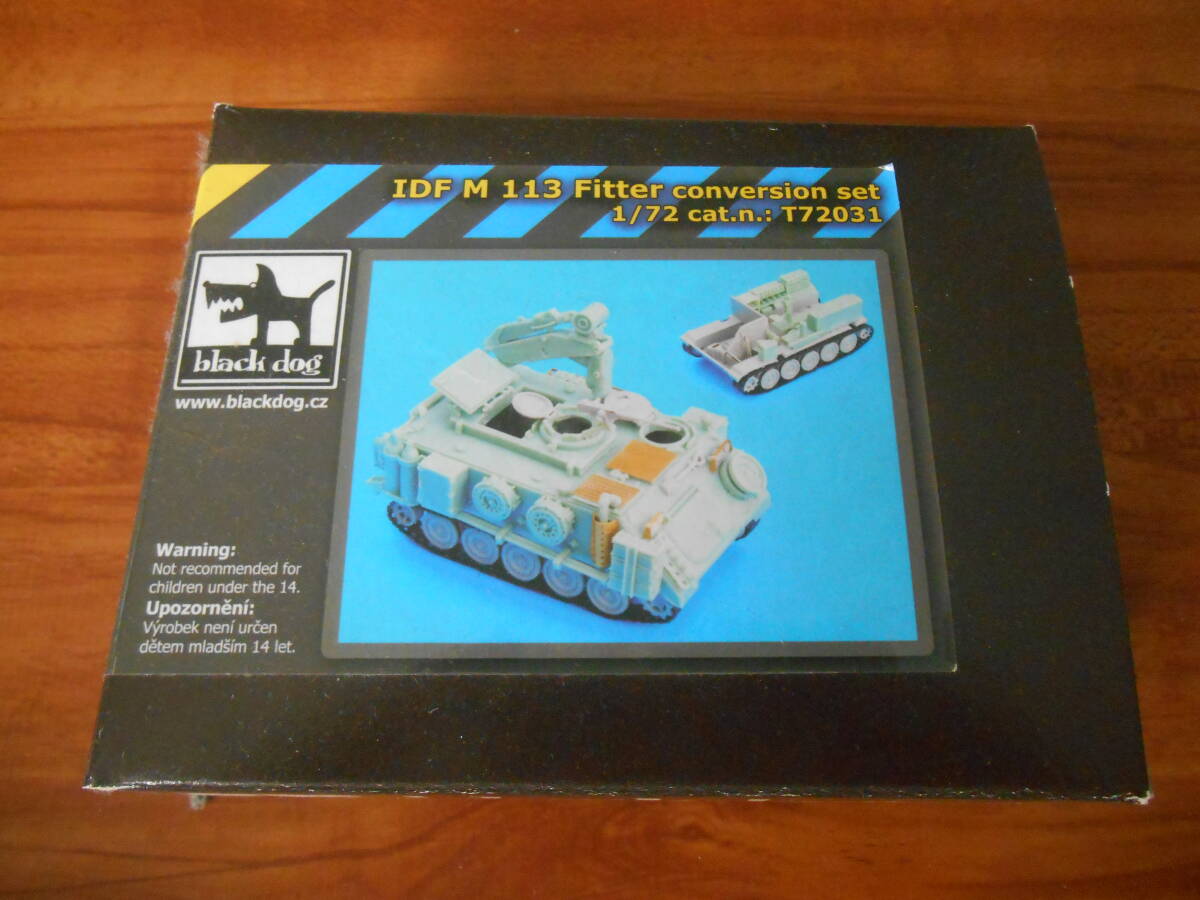 IDF M 113 Fitter conversion set
1/72 cat.n.: T72031
black dog
www.blackdog.cz
Warning:
Not recommended for
children under the 14.
Upozornění:
Výrobek není určen
dětem mladším 14 let.